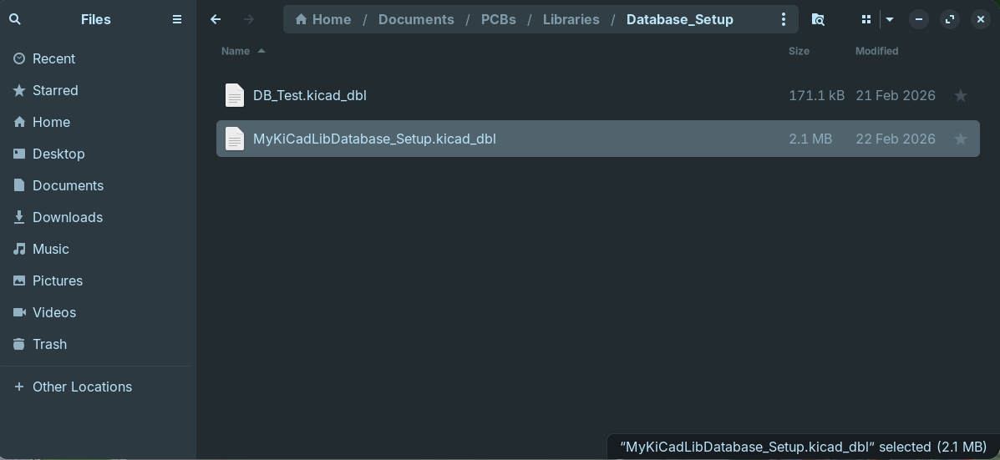 Files
Home / Documents / PCBs / Libraries / Database_Setup
Recent
Starred
Home
Desktop
Documents
Downloads
Music
Pictures
Videos
Trash
Other Locations
Name Size Modified
DB_Test.kicad_dbl 171.1 kB 21 Feb 2026
MyKiCadLibDatabase_Setup.kicad_dbl 2.1 MB 22 Feb 2026
“MyKiCadLibDatabase_Setup.kicad_dbl” selected (2.1 MB)